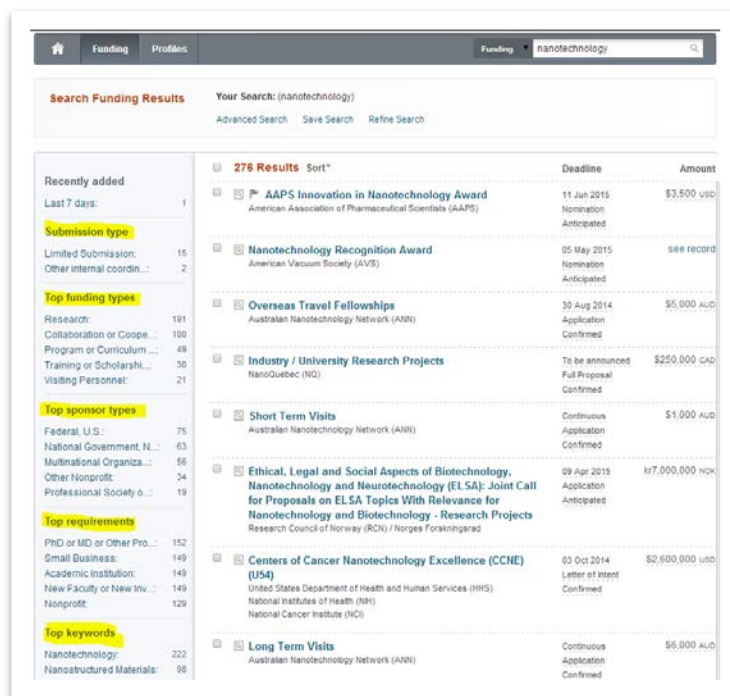 Funding Profiles Funding nanotechnology
Search Funding Results
Your Search: (nanotechnology)
Advanced Search Save Search Refine Search
Recently added
Last 7 days: 1
Submission type
Limited Submission: 15
Other internal coordin...: 2
Top funding types
Research: 191
Collaboration or Coope...: 100
Program or Curriculum ...: 49
Training or Scholarshi...: 30
Visiting Personnel: 21
Top sponsor types
Federal, U.S.: 75
National Government, N...: 63
Multinational Organiza...: 56
Other Nonprofit: 34
Professional Society o...: 19
Top requirements
PhD or MD or Other Pro...: 152
Small Business: 149
Academic Institution: 149
New Faculty or New Inv...: 149
Nonprofit: 129
Top keywords
Nanotechnology: 222
Nanostructured Materials: 98
276 Results Sort Deadline Amount
AAPS Innovation in Nanotechnology Award 11 Jun 2015 $3,500 USD
American Association of Pharmaceutical Scientists (AAPS) Nomination
Anticipated
Nanotechnology Recognition Award 05 May 2015 see record
American Vacuum Society (AVS) Nomination
Anticipated
Overseas Travel Fellowships 30 Aug 2014 $5,000 AUD
Australian Nanotechnology Network (ANN) Application
Confirmed
Industry / University Research Projects To be announced $250,000 CAD
NanoQuebec (NQ) Full Proposal
Confirmed
Short Term Visits Continuous $1,000 AUD
Australian Nanotechnology Network (ANN) Application
Confirmed
Ethical, Legal and Social Aspects of Biotechnology, 09 Apr 2015 kr7,000,000 NOK
Nanotechnology and Neurotechnology (ELSA): Joint Call Application
for Proposals on ELSA Topics With Relevance for Anticipated
Nanotechnology and Biotechnology - Research Projects
Research Council of Norway (RCN) / Norges Forskningsrad
Centers of Cancer Nanotechnology Excellence (CCNE) 03 Oct 2014 $2,600,000 USD
(U54) Letter of Intent
United States Department of Health and Human Services (HHS) Confirmed
National Institutes of Health (NIH)
National Cancer Institute (NCI)
Long Term Visits Continuous $6,000 AUD
Australian Nanotechnology Network (ANN) Application
Confirmed